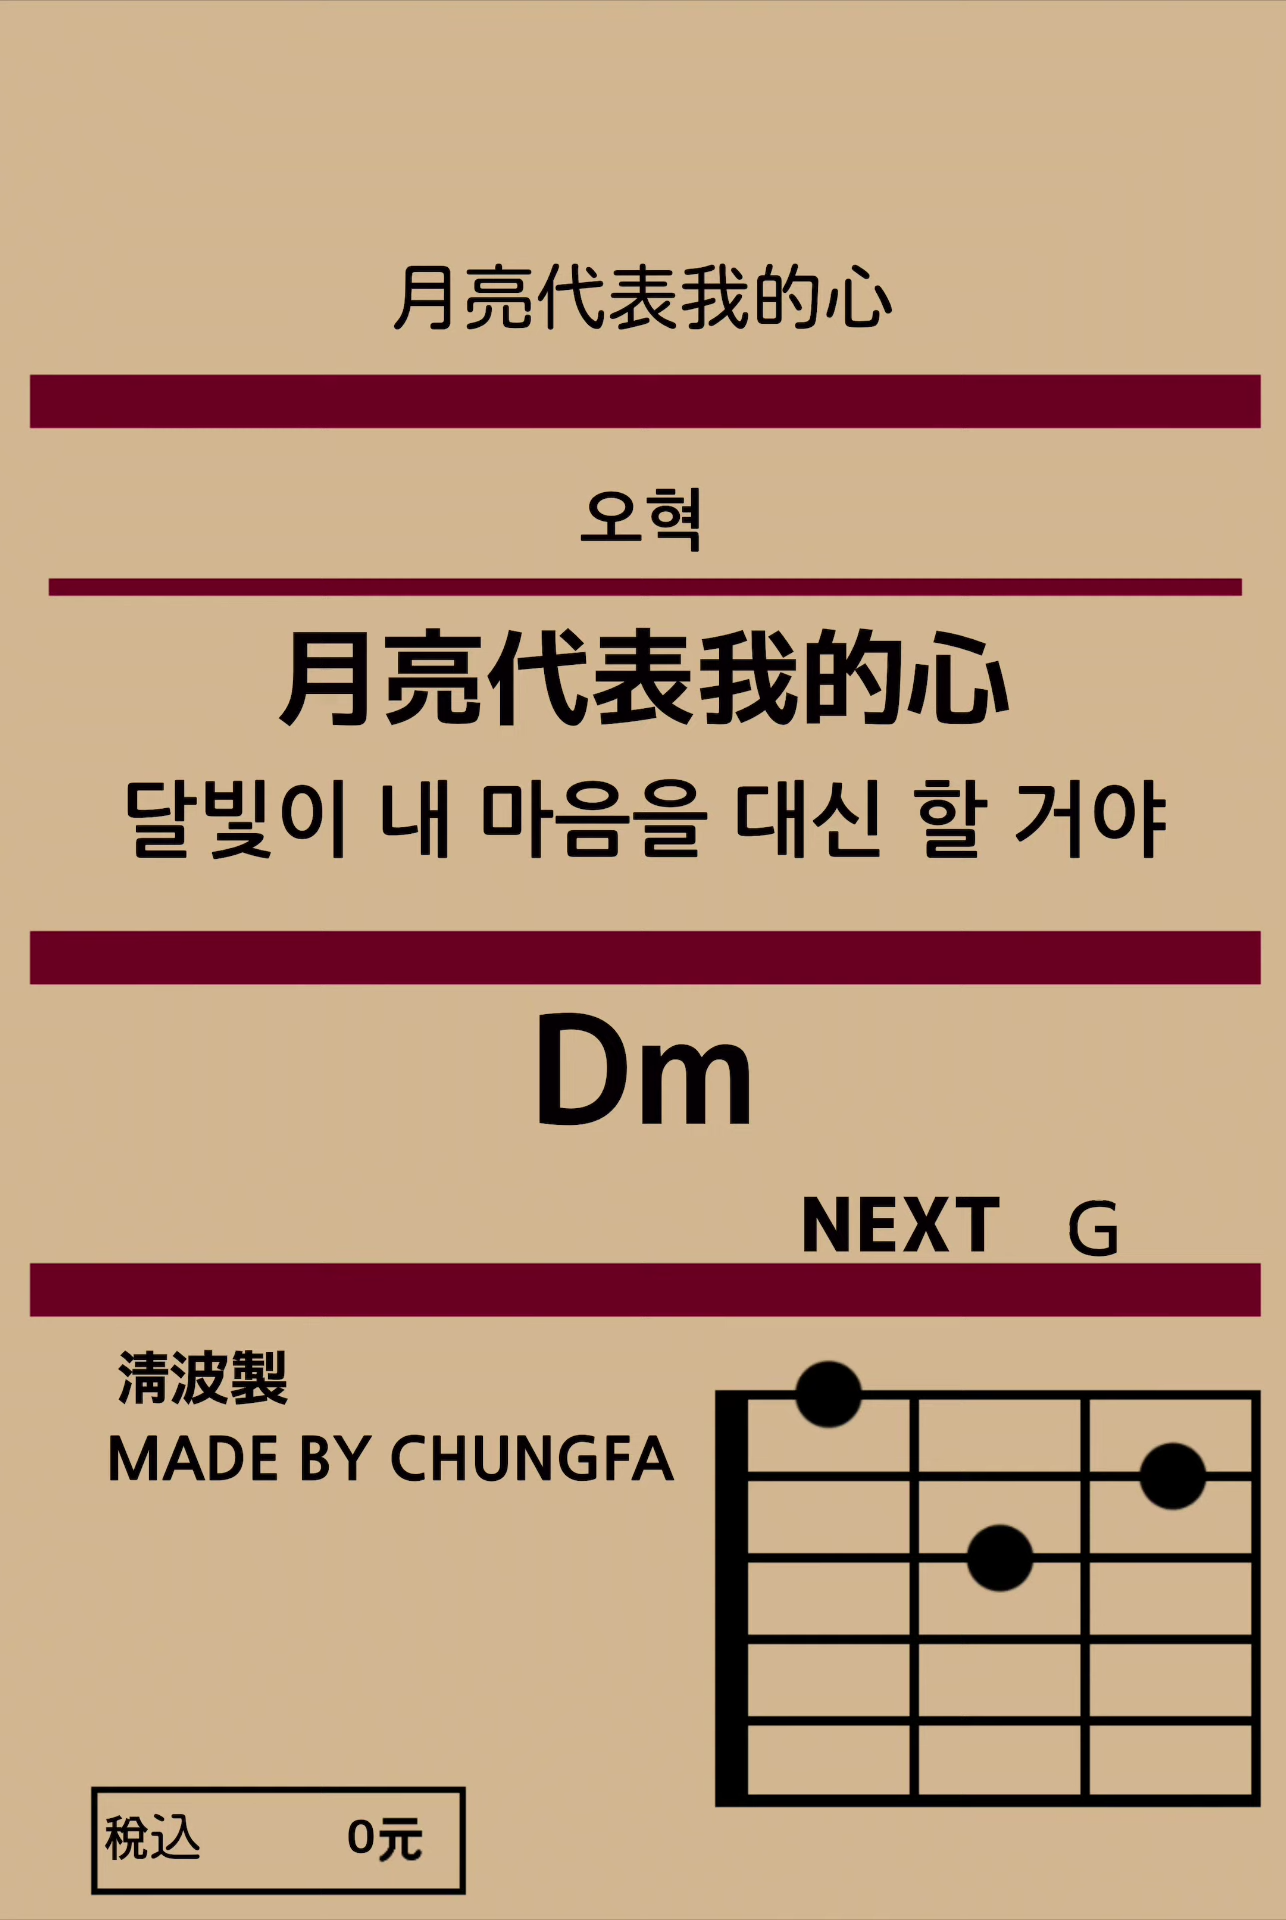 月亮代表我的心
오혁
月亮代表我的心
달빛이 내 마음을 대신 할 거야
Dm
NEXT G
淸波製
MADE BY CHUNGFA
税込 0元